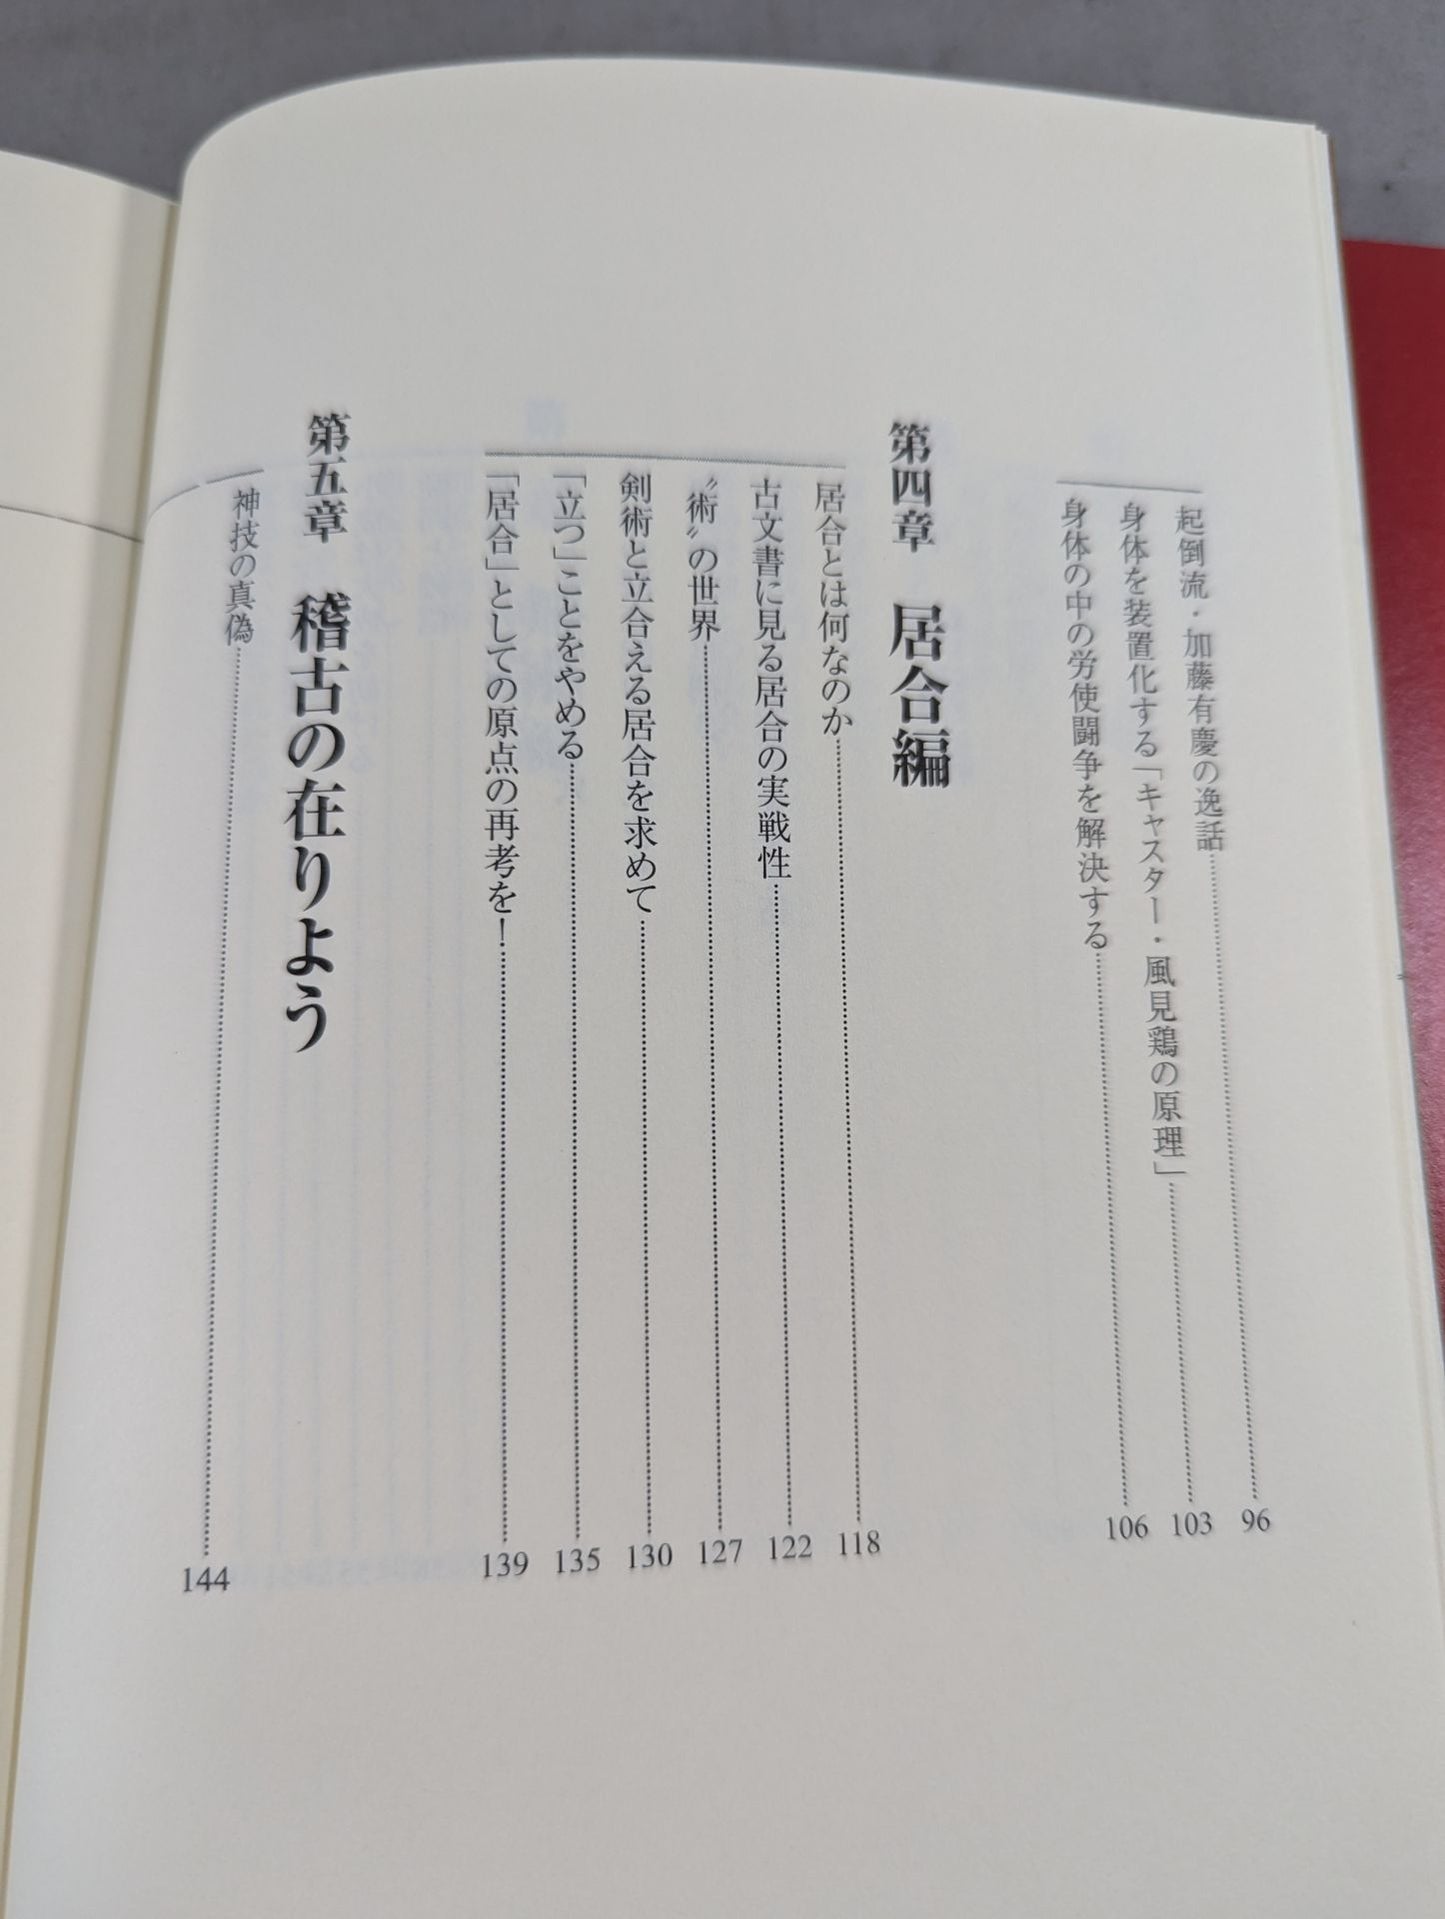 起倒流・加藤有慶の逸話 96
身体を装置化する「キャスター・風見鶏の原理」 103
身体の中の労使闘争を解決する 106
第四章 居合編
居合とは何なのか 118
古文書に見る居合の実戦性 122
〝術〟の世界 127
剣術と立合える居合を求めて 130
「立つ」ことをやめる 135
「居合」としての原点の再考を！ 139
第五章 稽古の在りよう
神技の真偽 144